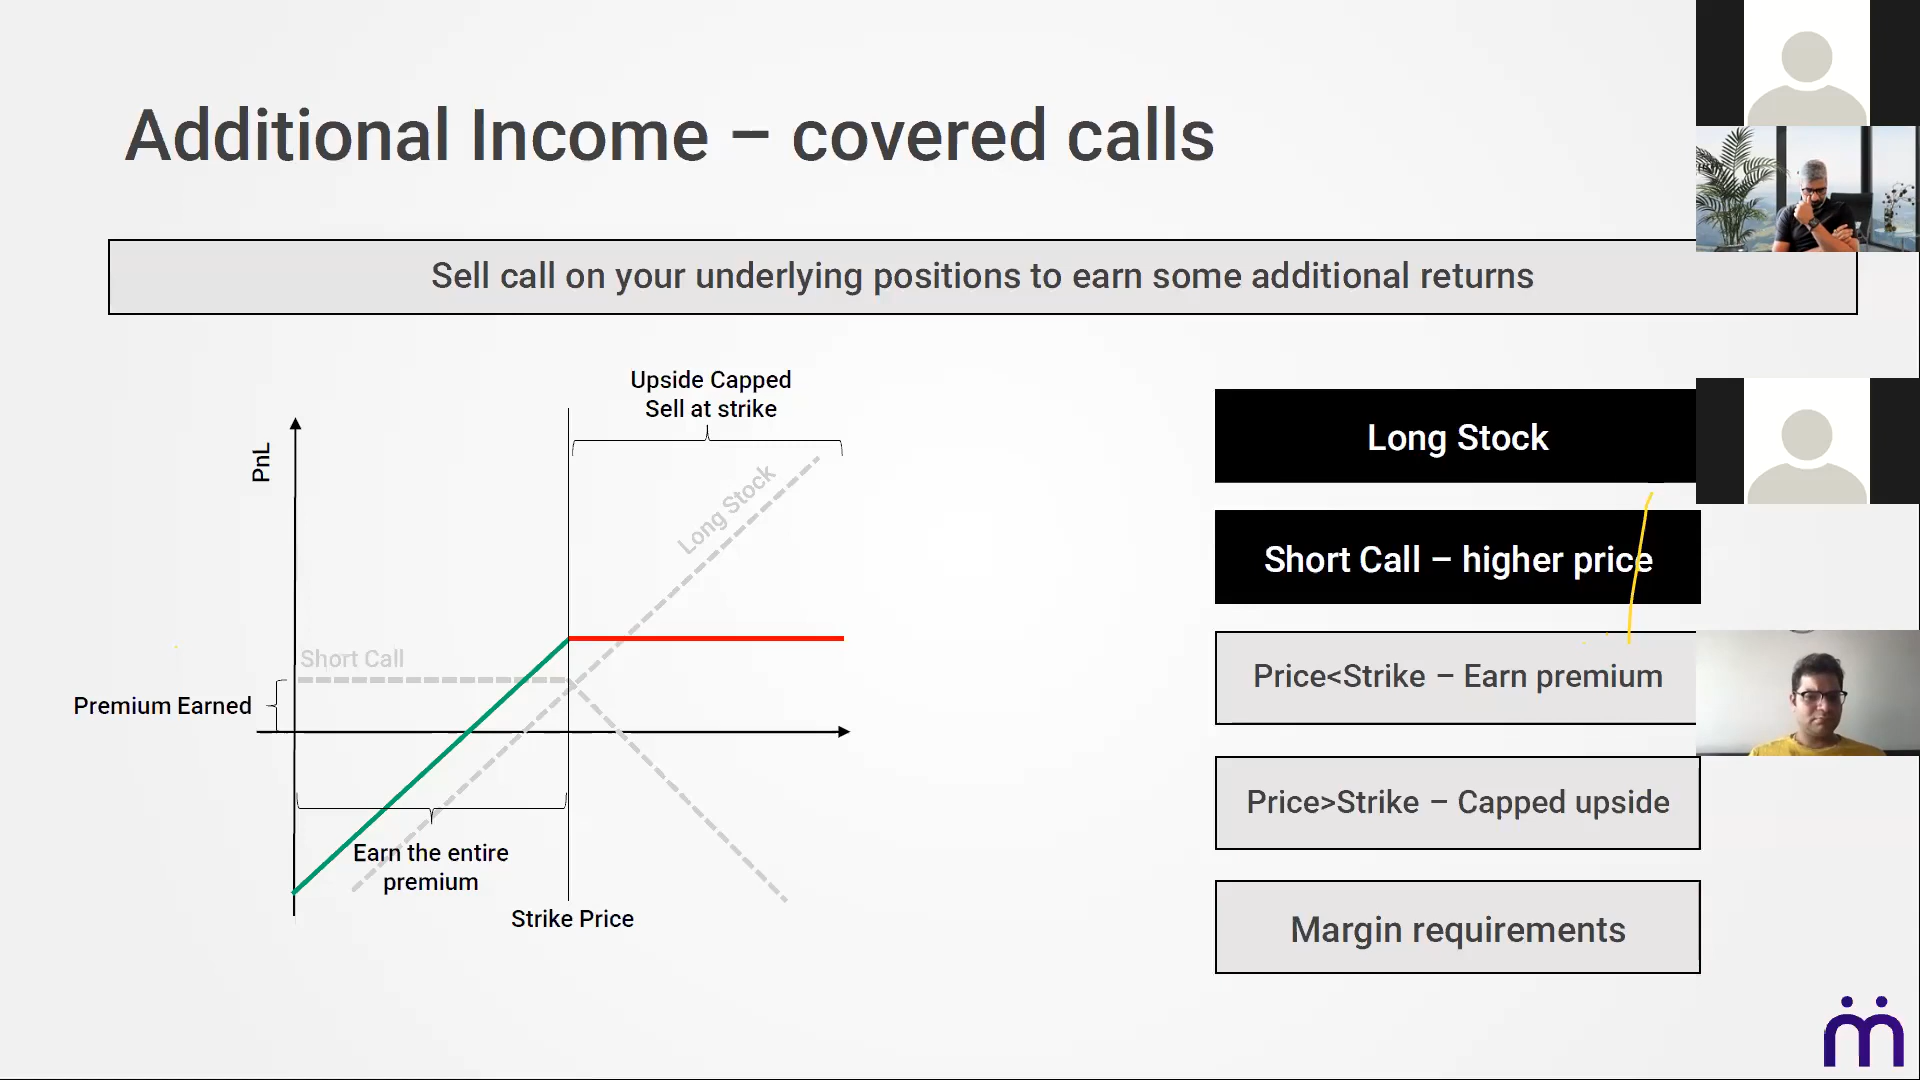 Additional Income – covered calls
Sell call on your underlying positions to earn some additional returns
Upside Capped
Sell at strike
PnL
Long Stock
Short Call
Premium Earned
Earn the entire
premium
Strike Price
Long Stock
Short Call – higher price
Price<Strike – Earn premium
Price>Strike – Capped upside
Margin requirements